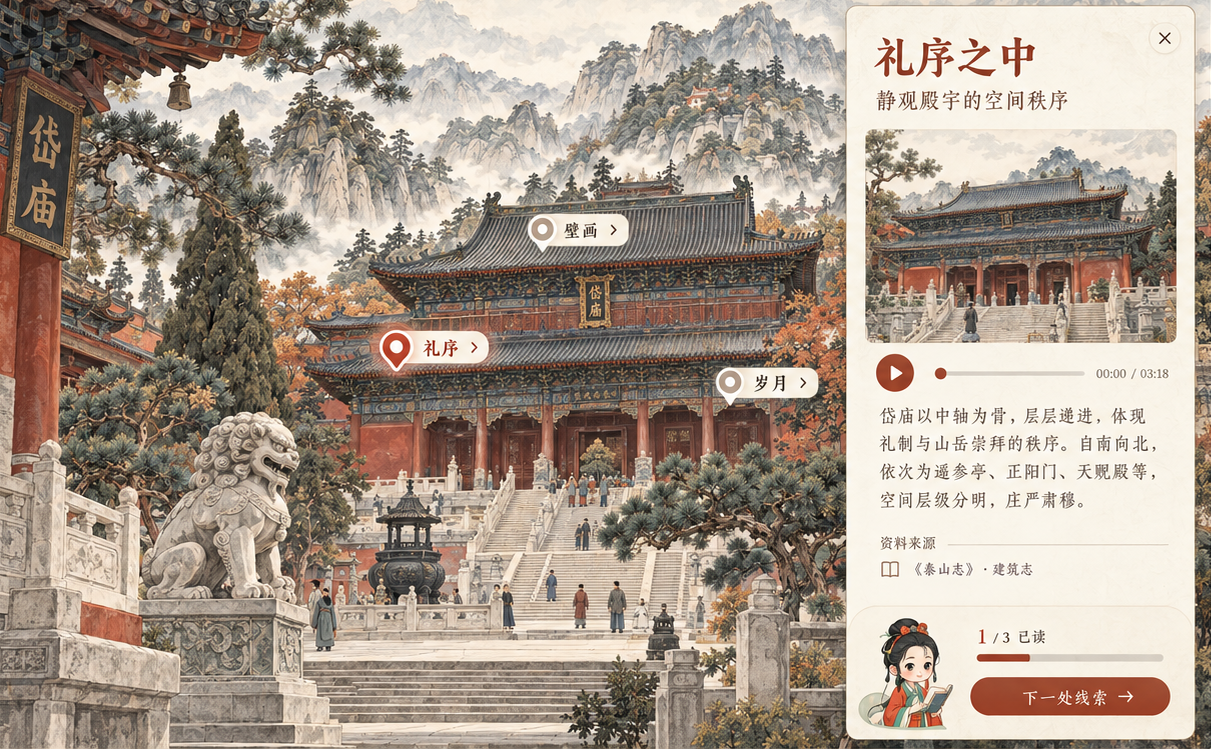 岱庙
壁画
岱庙
礼序
岁月
礼序之中
静观殿宇的空间秩序
00:00 / 03:18
岱庙以中轴为骨，层层递进，体现
礼制与山岳崇拜的秩序。自南向北，
依次为遥参亭、正阳门、天贶殿等，
空间层级分明，庄严肃穆。
资料来源
《泰山志》·建筑志
1 / 3 已读
下一处线索 →